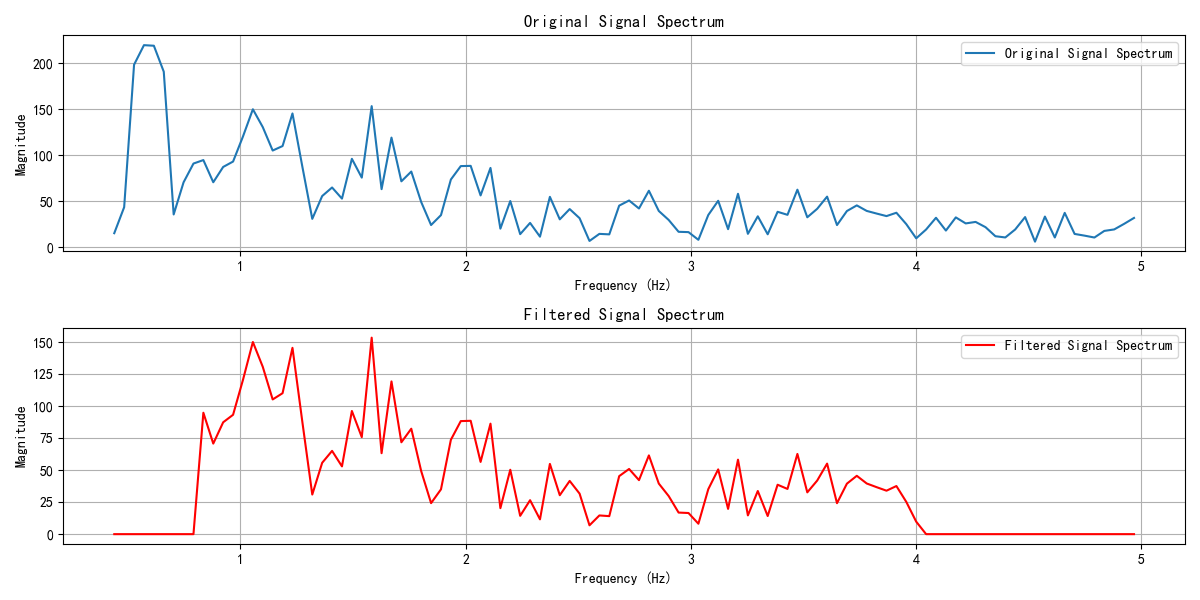 Original Signal Spectrum
Original Signal Spectrum
Magnitude
200
150
100
50
0
1 2 3 4 5
Frequency (Hz)
Filtered Signal Spectrum
Filtered Signal Spectrum
Magnitude
150
125
100
75
50
25
0
1 2 3 4 5
Frequency (Hz)